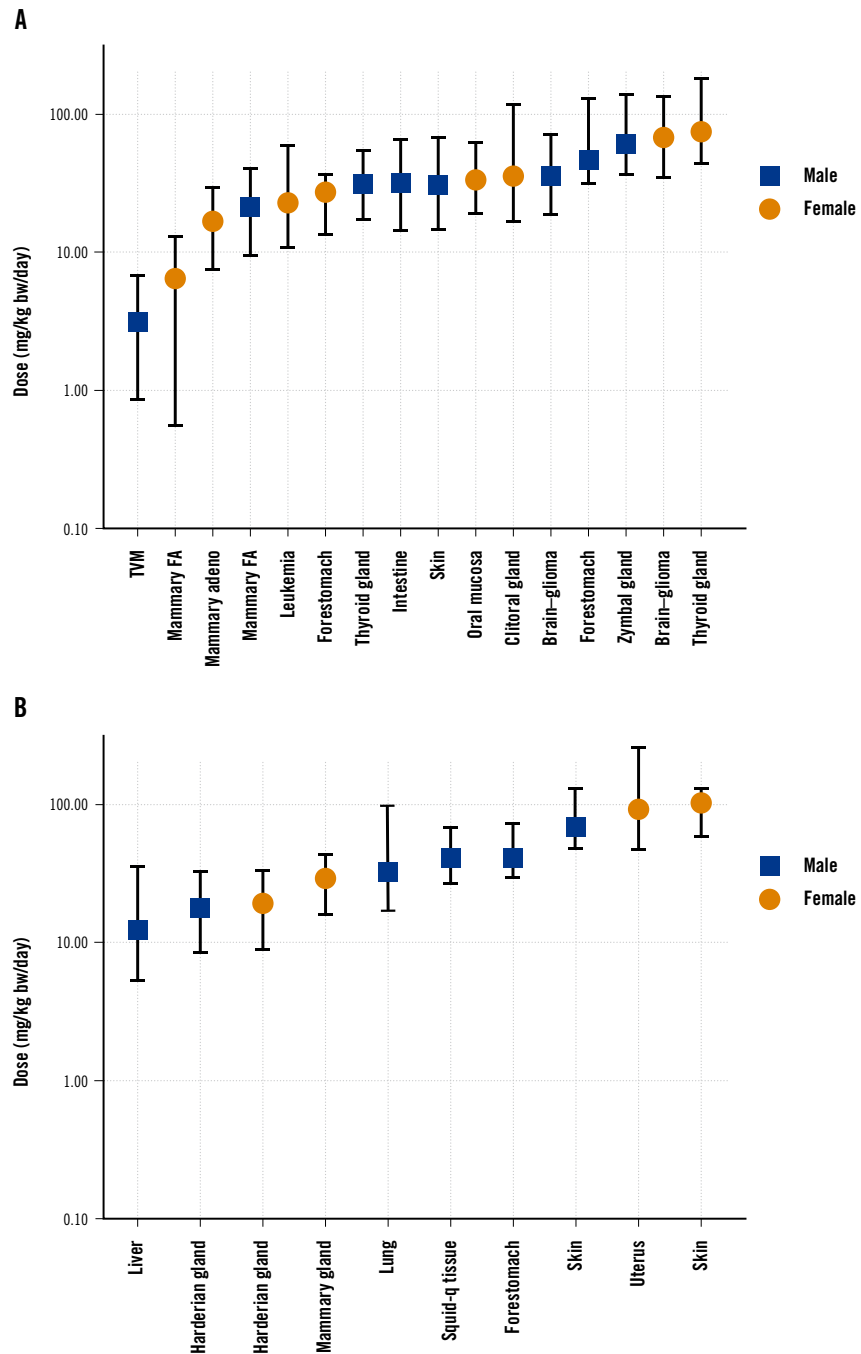 A
Dose (mg/kg bw/day)
100.00
10.00
1.00
0.10
TVM
Mammary FA
Mammary adeno
Mammary FA
Leukemia
Forestomach
Thyroid gland
Intestine
Skin
Oral mucosa
Clitoral gland
Brain–glioma
Forestomach
Zymbal gland
Brain–glioma
Thyroid gland
Male
Female
B
Dose (mg/kg bw/day)
100.00
10.00
1.00
0.10
Liver
Harderian gland
Harderian gland
Mammary gland
Lung
Squid-q tissue
Forestomach
Skin
Uterus
Skin
Male
Female